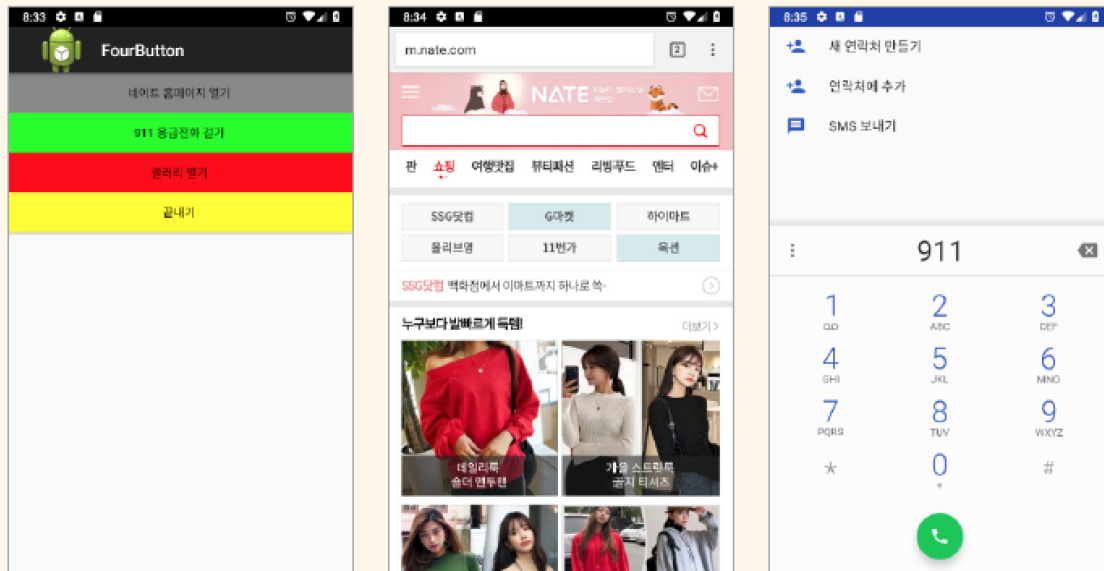 8:33
FourButton
네이트 홈페이지 열기
911 응급전화 걸기
갤러리 열기
끝내기
8:34
m.nate.com
2
NATE
판 쇼핑 여행맛집 뷰티패션 리빙푸드 엔터 이슈+
SSG닷컴 G마켓 하이마트
올리브영 11번가 옥션
SSG닷컴 백화점에서 이마트까지 하나로 쓱-
누구보다 발빠르게 득템! 더보기 >
데일리룩
숄더 맨투맨
가을 스트릿룩
골지 티셔츠
8:35
새 연락처 만들기
연락처에 추가
SMS 보내기
911
1 2 3
ABC DEF
4 5 6
GHI JKL MNO
7 8 9
PQRS TUV WXYZ
* 0 #
+